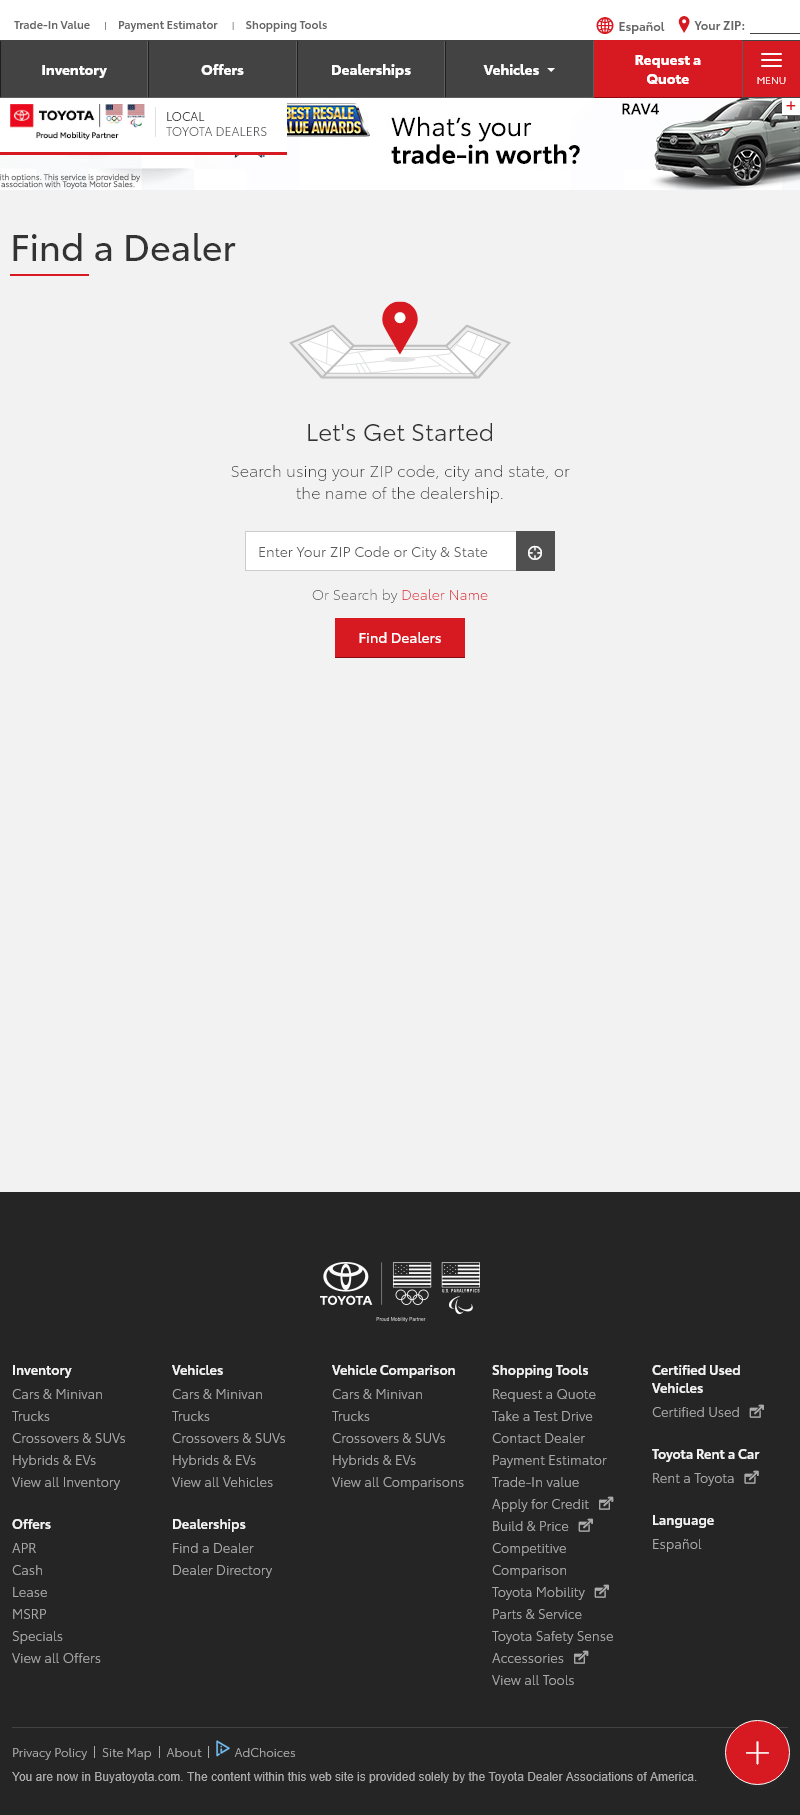 Trade-In Value | Payment Estimator | Shopping Tools
Español Your ZIP:
Inventory
Offers
Dealerships
Vehicles
Request a
Quote
MENU
TOYOTA
Proud Mobility Partner
LOCAL
TOYOTA DEALERS
BEST RESALE
VALUE AWARDS
What's your
trade-in worth?
RAV4
+
ith options. This service is provided by
association with Toyota Motor Sales.
Find a Dealer
Let's Get Started
Search using your ZIP code, city and state, or
the name of the dealership.
Enter Your ZIP Code or City & State
Or Search by Dealer Name
Find Dealers
TOYOTA
U.S. PARALYMPICS
Proud Mobility Partner
Inventory
Cars & Minivan
Trucks
Crossovers & SUVs
Hybrids & EVs
View all Inventory
Offers
APR
Cash
Lease
MSRP
Specials
View all Offers
Vehicles
Cars & Minivan
Trucks
Crossovers & SUVs
Hybrids & EVs
View all Vehicles
Dealerships
Find a Dealer
Dealer Directory
Vehicle Comparison
Cars & Minivan
Trucks
Crossovers & SUVs
Hybrids & EVs
View all Comparisons
Shopping Tools
Request a Quote
Take a Test Drive
Contact Dealer
Payment Estimator
Trade-In value
Apply for Credit
Build & Price
Competitive
Comparison
Toyota Mobility
Parts & Service
Toyota Safety Sense
Accessories
View all Tools
Certified Used
Vehicles
Certified Used
Toyota Rent a Car
Rent a Toyota
Language
Español
Privacy Policy | Site Map | About | AdChoices
You are now in Buyatoyota.com. The content within this web site is provided solely by the Toyota Dealer Associations of America.